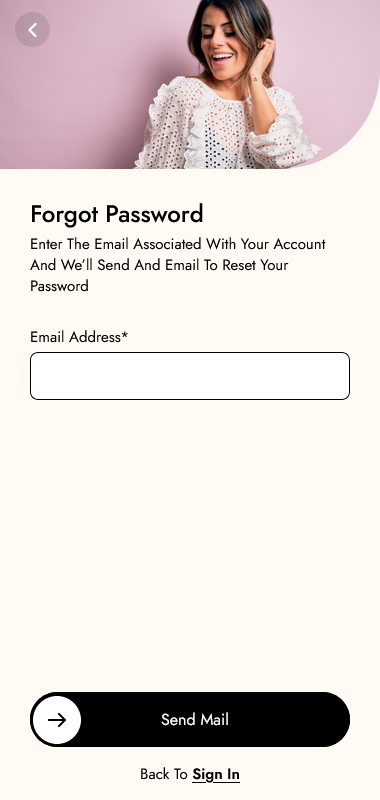 Forgot Password
Enter The Email Associated With Your Account
And We'll Send And Email To Reset Your
Password
Email Address*
Send Mail
Back To Sign In